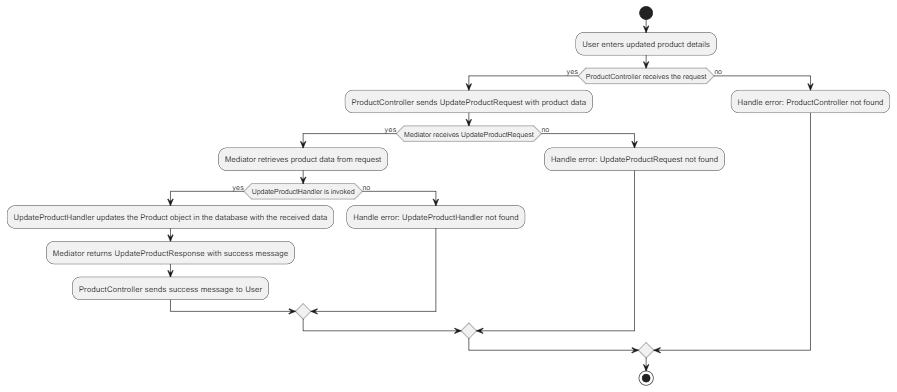 User enters updated product details
yes
ProductController receives the request
no
ProductController sends UpdateProductRequest with product data
Handle error: ProductController not found
yes
Mediator receives UpdateProductRequest
no
Mediator retrieves product data from request
Handle error: UpdateProductRequest not found
yes
UpdateProductHandler is invoked
no
UpdateProductHandler updates the Product object in the database with the received data
Handle error: UpdateProductHandler not found
Mediator returns UpdateProductResponse with success message
ProductController sends success message to User